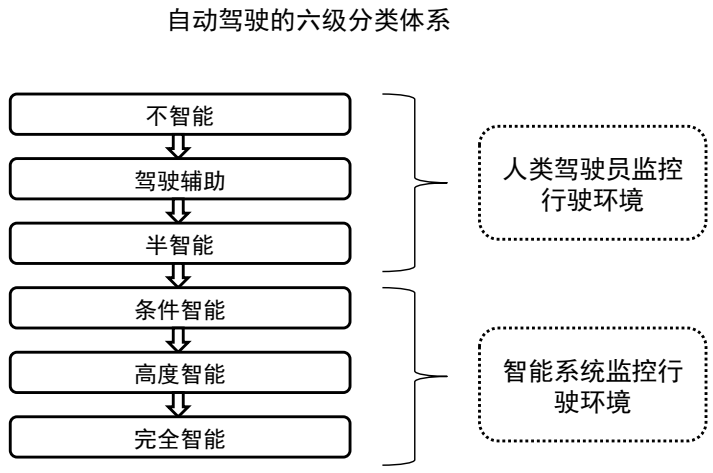 自动驾驶的六级分类体系
不智能
驾驶辅助
半智能
条件智能
高度智能
完全智能
人类驾驶员监控
行驶环境
智能系统监控行
驶环境